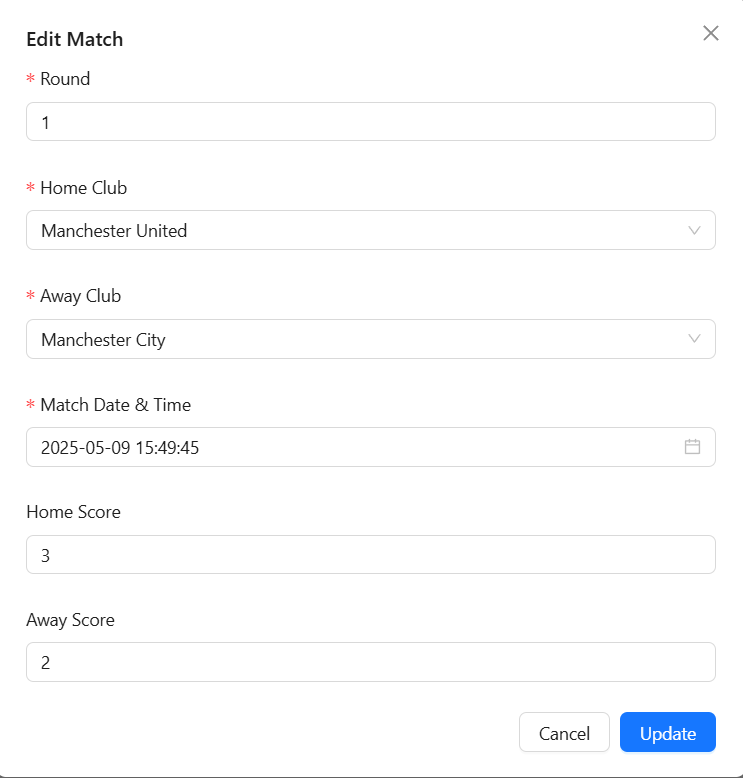 Edit Match
* Round
1
* Home Club
Manchester United
* Away Club
Manchester City
* Match Date & Time
2025-05-09 15:49:45
Home Score
3
Away Score
2
Cancel Update